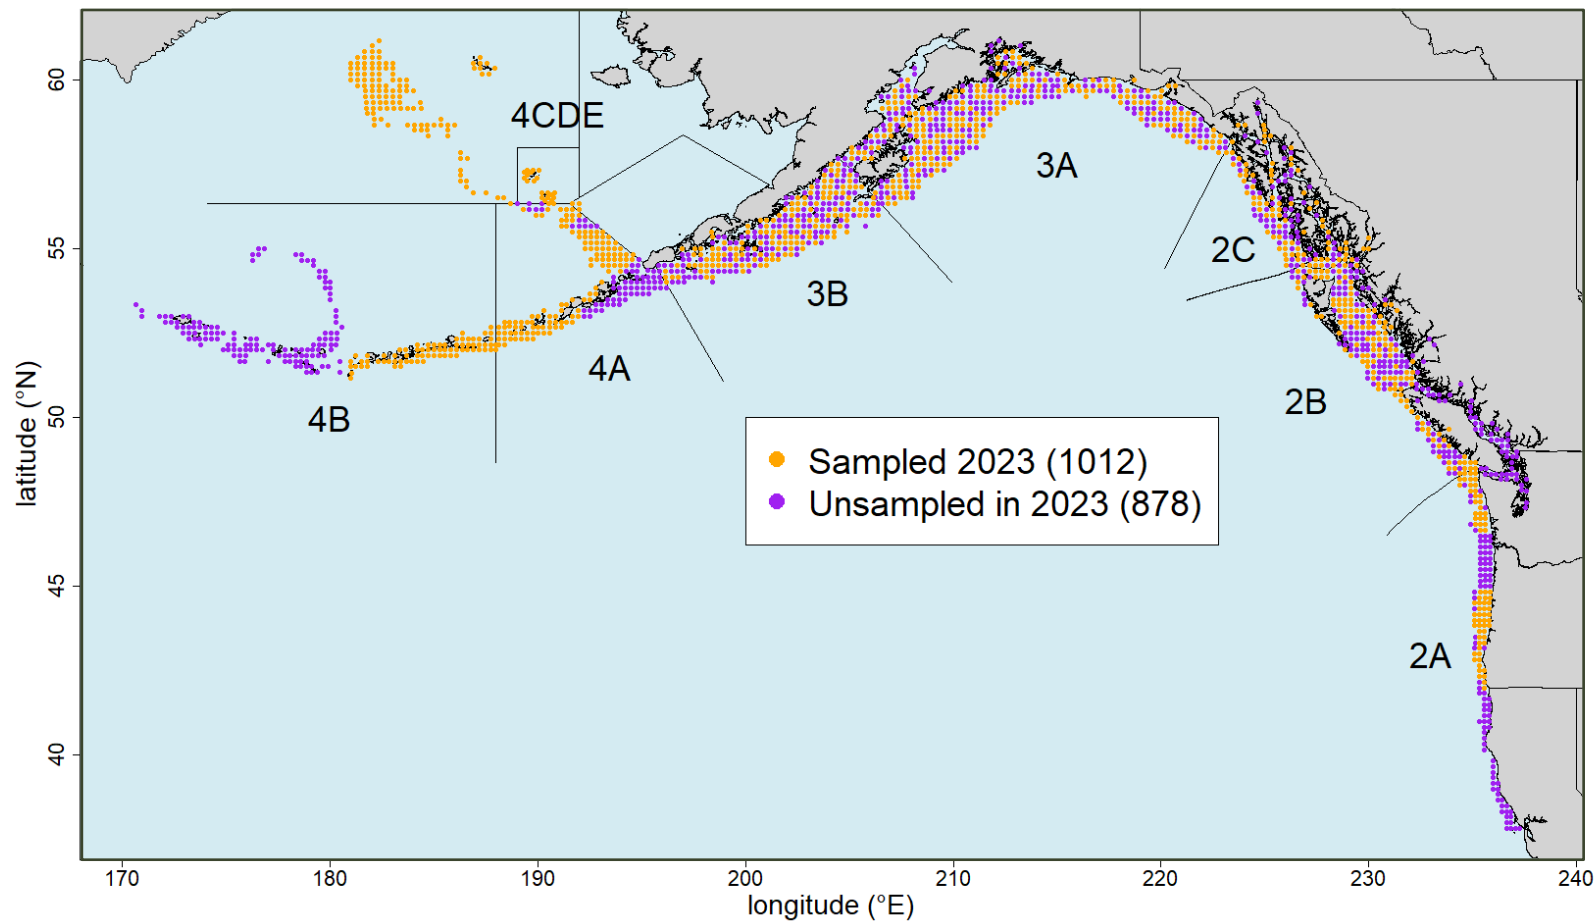 60
55
50
45
40
latitude (°N)
4CDE
3A
2C
3B
4A
2B
4B
Sampled 2023 (1012)
Unsampled in 2023 (878)
2A
170
180
190
200
210
220
230
240
longitude (°E)